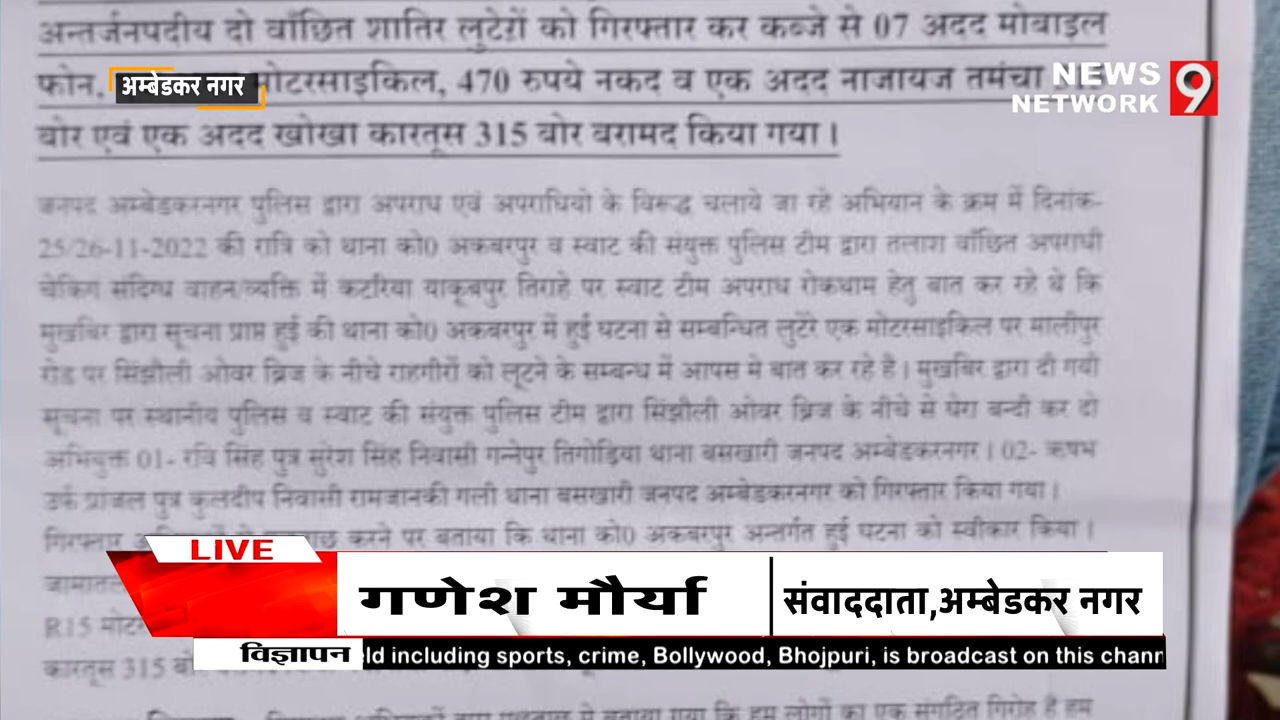 अन्तर्जनपदीय दो वाँछित शातिर लुटेरों को गिरफ्तार कर कब्जे से 07 अदद मोबाइल
फोन, मोटरसाइकिल, 470 रुपये नकद व एक अदद नाजायज तमंचा
बोर एवं एक अदद खोखा कारतूस 315 बोर बरामद किया गया।
अम्बेडकर नगर
NEWS
NETWORK 9
जनपद अम्बेडकरनगर पुलिस द्वारा अपराध एवं अपराधियो के विरूद्ध चलाये जा रहे अभियान के क्रम में दिनांक-
25/26-11-2022 की रात्रि को थाना को0 अकबरपुर व स्वाट की संयुक्त पुलिस टीम द्वारा तलाश वाँछित अपराधी
चेकिंग संदिग्ध वाहन/व्यक्ति में कटरिया याकूबपुर तिराहे पर स्वाट टीम अपराध रोकथाम हेतु बात कर रहे थे कि
मुखबिर द्वारा सूचना प्राप्त हुई की थाना को0 अकबरपुर में हुई घटना से सम्बन्धित लुटेरे एक मोटरसाइकिल पर मालीपुर
रोड पर सिंझौली ओवर ब्रिज के नीचे राहगीरों को लूटने के सम्बन्ध में आपस मे बात कर रहे है। मुखबिर द्वारा दी गयी
सूचना पर स्थानीय पुलिस व स्वाट की संयुक्त पुलिस टीम द्वारा सिंझौली ओवर ब्रिज के नीचे से घेरा बन्दी कर दो
अभियुक्त 01- रवि सिंह पुत्र सुरेश सिंह निवासी गन्नेपुर तिगोड़िया थाना बसखारी जनपद अम्बेडकरनगर। 02- ऋषभ
उर्फ प्रांजल पुत्र कुलदीप निवासी रामजानकी गली थाना बसखारी जनपद अम्बेडकरनगर को गिरफ्तार किया गया।
गिरफ्तार करने पर बताया कि थाना को0 अकबरपुर अन्तर्गत हुई घटना को स्वीकार किया।
LIVE
गणेश मौर्या
संवाददाता,अम्बेडकर नगर
R15
विज्ञापन ld including sports, crime, Bollywood, Bhojpuri, is broadcast on this chann
कारतूस 315
मे बताया गया कि हम लोगों का एक संगठित गिरोह है हम